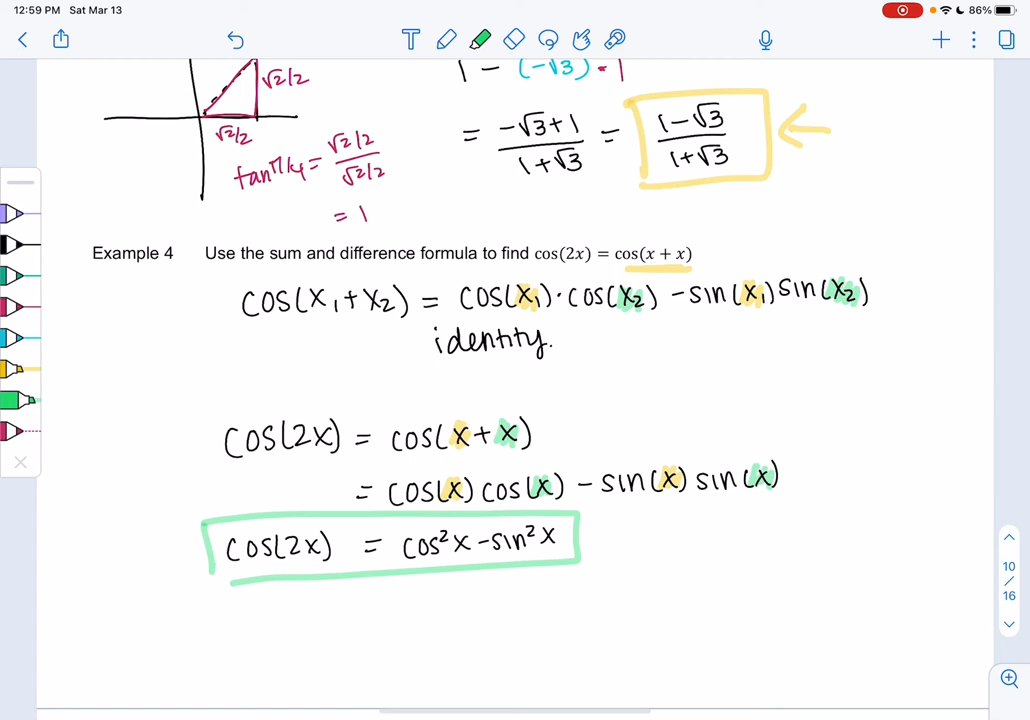 12:59 PM Sat Mar 13
86%
T
√2/2
√2/2
1 - (-√3) · 1
= -√3+1 / 1+√3 = 1-√3 / 1+√3
tan π/4 = √2/2 / √2/2
= 1
Example 4 Use the sum and difference formula to find cos(2x) = cos(x + x)
cos(x₁+x₂) = cos(x₁)·cos(x₂) -sin(x₁)sin(x₂)
identity.
cos(2x) = cos(x+x)
= cos(x)cos(x) - sin(x)sin(x)
cos(2x) = cos²x -sin²x
10
/
16